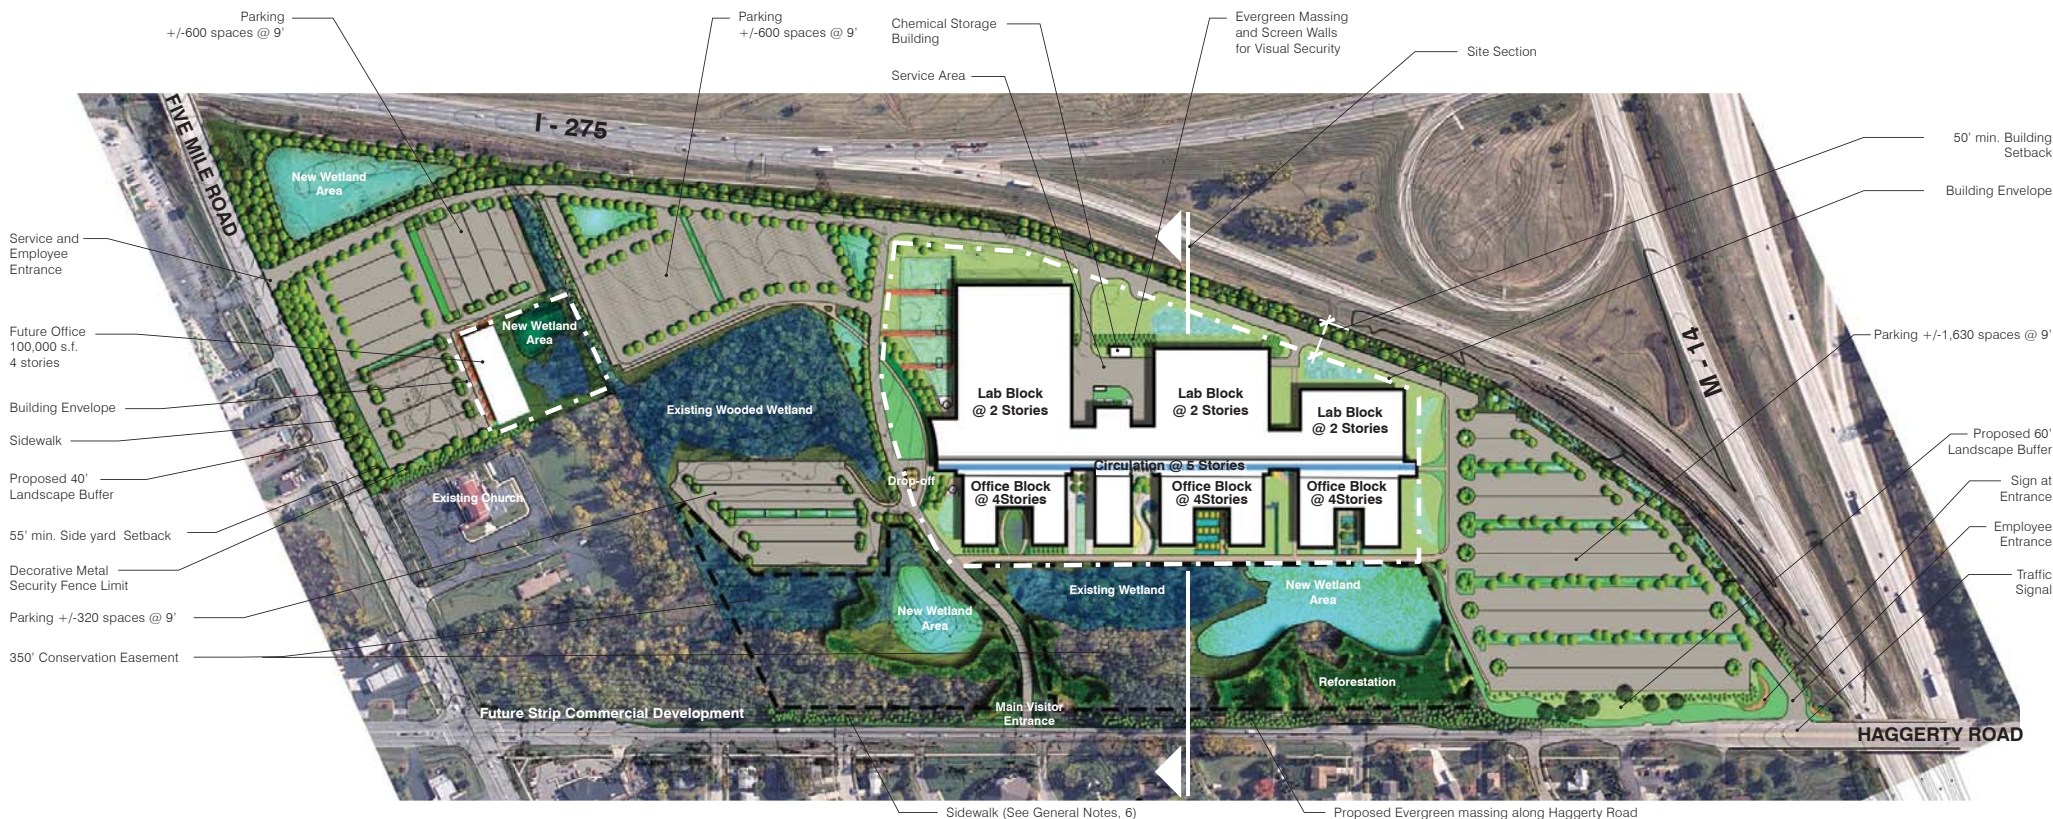 Parking
+/-600 spaces @ 9'
Parking
+/-600 spaces @ 9'
Chemical Storage
Building
Service Area
Evergreen Massing
and Screen Walls
for Visual Security
Site Section
50' min. Building
Setback
Building Envelope
Parking +/-1,630 spaces @ 9'
Proposed 60'
Landscape Buffer
Sign at
Entrance
Employee
Entrance
Traffic
Signal
Service and
Employee
Entrance
Future Office
100,000 s.f.
4 stories
Building Envelope
Sidewalk
Proposed 40'
Landscape Buffer
55' min. Side yard Setback
Decorative Metal
Security Fence Limit
Parking +/-320 spaces @ 9'
350' Conservation Easement
FIVE MILE ROAD
I - 275
M - 14
HAGGERTY ROAD
New Wetland
Area
New Wetland
Area
Existing Wooded Wetland
Existing Church
Lab Block
@ 2 Stories
Lab Block
@ 2 Stories
Lab Block
@ 2 Stories
Circulation @ 5 Stories
Drop-off
Office Block
@ 4Stories
Office Block
@ 4Stories
Office Block
@ 4Stories
Existing Wetland
New Wetland
Area
New Wetland
Area
Reforestation
Future Strip Commercial Development
Main Visitor
Entrance
Sidewalk (See General Notes, 6)
Proposed Evergreen massing along Haggerty Road